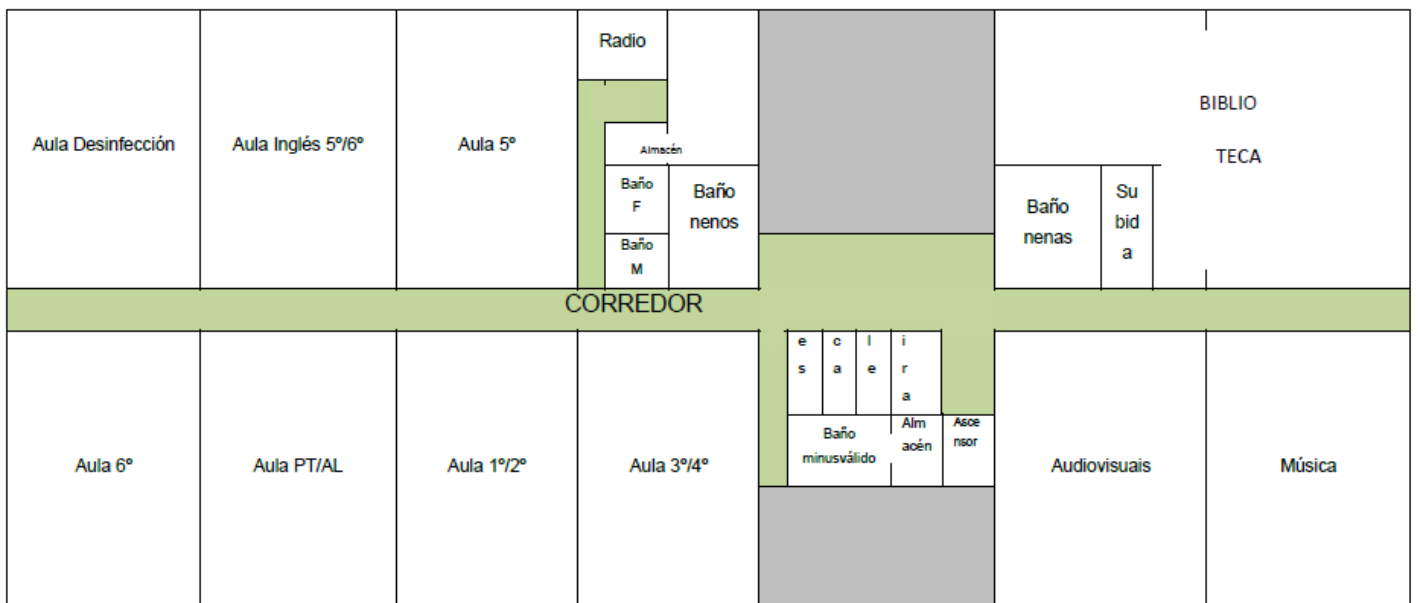 Radio
BIBLIO
TECA
Aula Desinfección
Aula Inglés 5º/6º
Aula 5º
Almacén
Baño
F
Baño
nenos
Baño
M
Baño
nenas
Su
bid
a
CORREDOR
e
s
c
a
l
e
i
r
a
Baño
minusválido
Alm
acén
Asce
nsor
Aula 6º
Aula PT/AL
Aula 1º/2º
Aula 3º/4º
Audiovisuais
Música